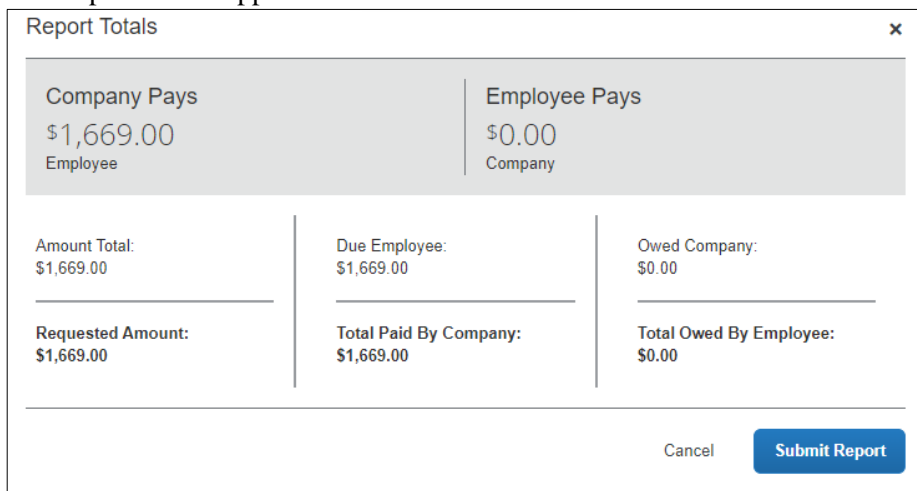 Report Totals ×
Company Pays
$1,669.00
Employee
Employee Pays
$0.00
Company
Amount Total:
$1,669.00
Requested Amount:
$1,669.00
Due Employee:
$1,669.00
Total Paid By Company:
$1,669.00
Owed Company:
$0.00
Total Owed By Employee:
$0.00
Cancel
Submit Report